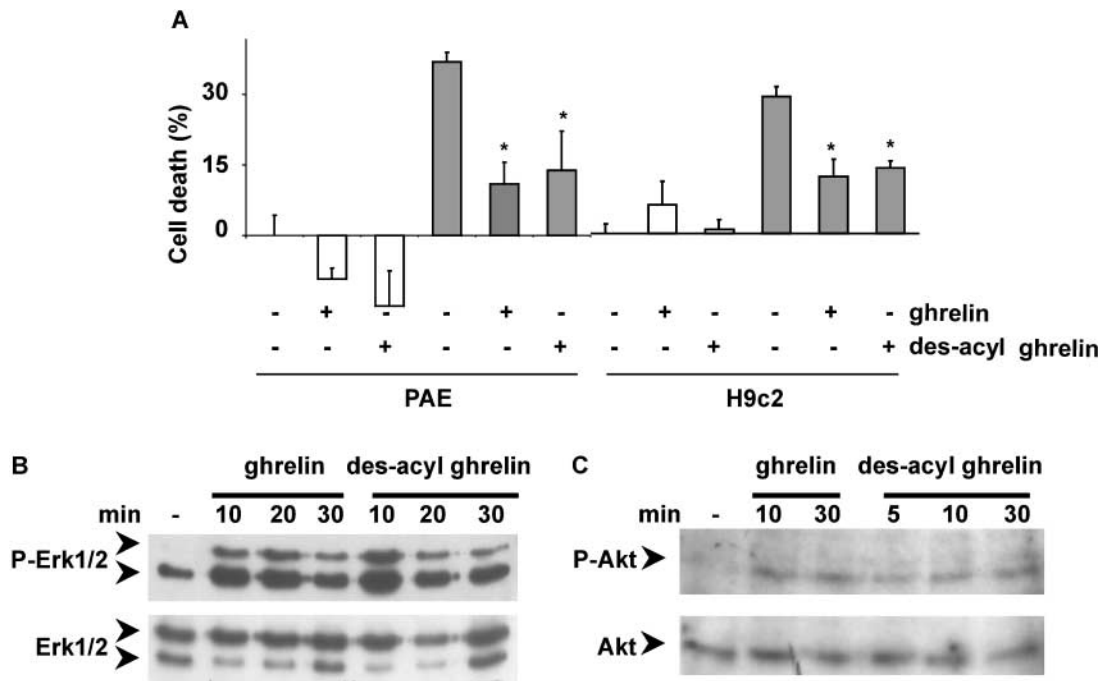 A
Cell death (%)
30
15
0
- + - - + - - + - - + - ghrelin
- - + - - + - - + - - + des-acyl ghrelin
PAE H9c2
B
ghrelin des-acyl ghrelin
min - 10 20 30 10 20 30
P-Erk1/2
Erk1/2
C
ghrelin des-acyl ghrelin
min - 10 30 5 10 30
P-Akt
Akt
* * * *